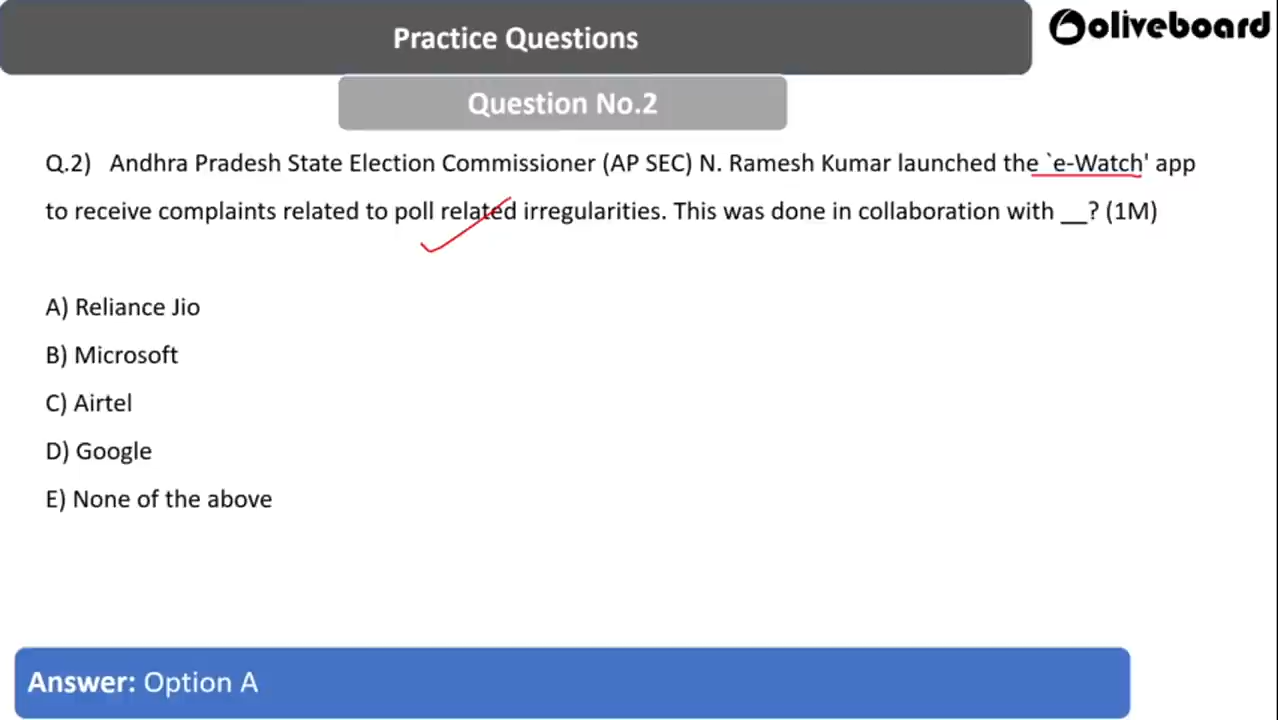 Practice Questions
oliveboard
Question No.2
Q.2) Andhra Pradesh State Election Commissioner (AP SEC) N. Ramesh Kumar launched the `e-Watch' app
to receive complaints related to poll related irregularities. This was done in collaboration with __? (1M)
A) Reliance Jio
B) Microsoft
C) Airtel
D) Google
E) None of the above
Answer: Option A